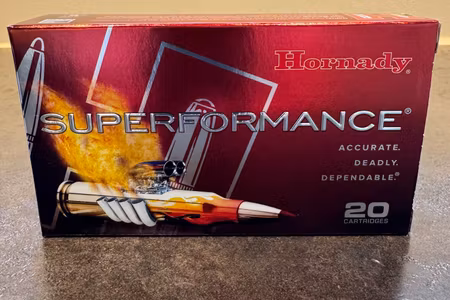 Hornady®
SUPERFORMANCE®
ACCURATE.
DEADLY.
DEPENDABLE.®
20
CARTRIDGES